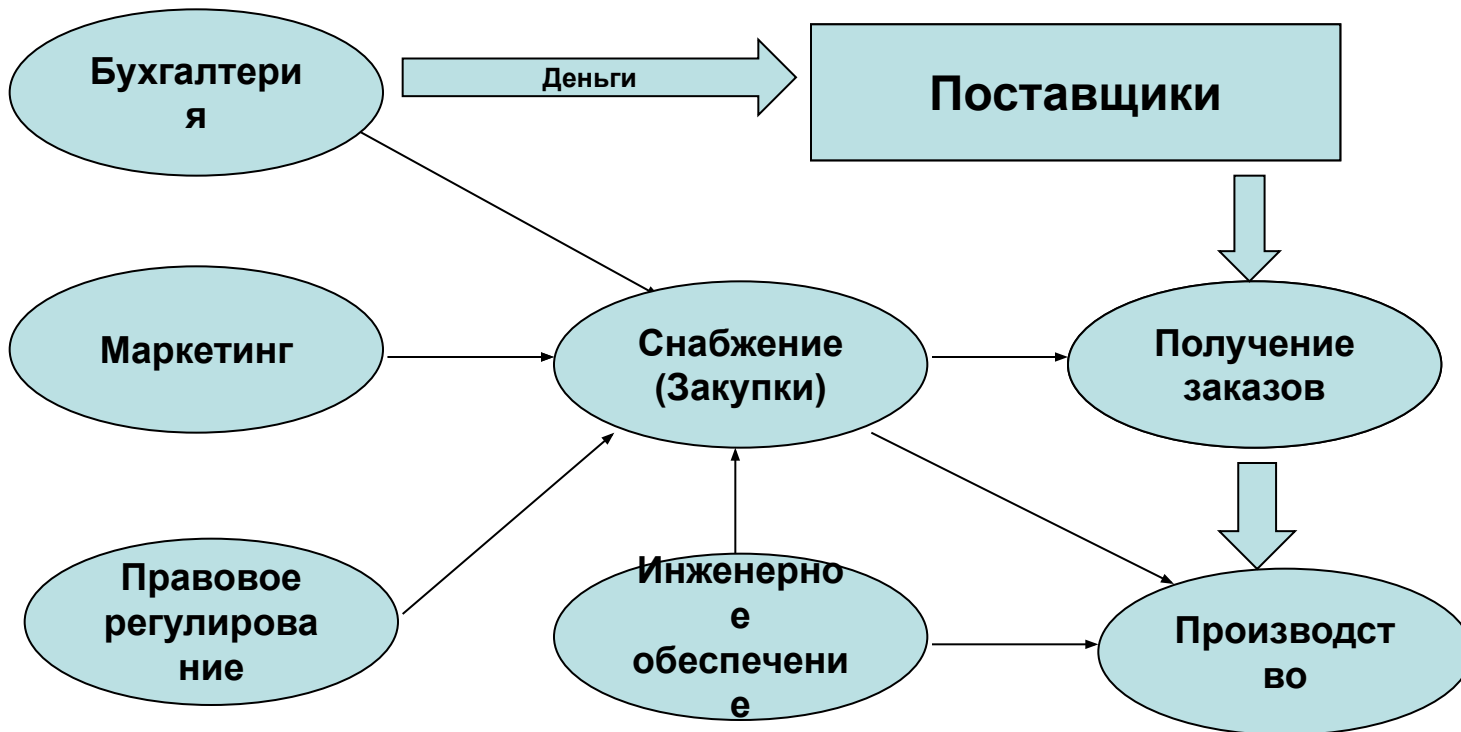 Бухгалтери
я
Деньги
Поставщики
Маркетинг
Снабжение
(Закупки)
Получение
заказов
Правовое
регулирова
ние
Инженерно
е
обеспечени
е
Производст
во